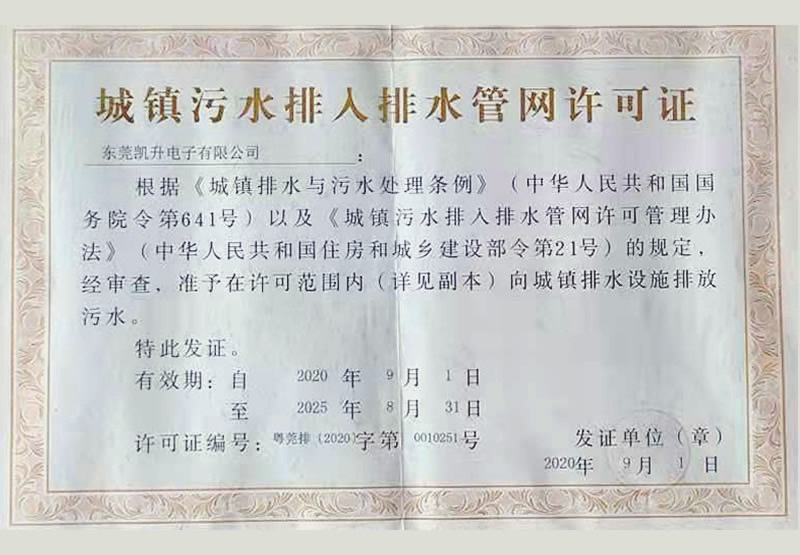 城镇污水排入排水管网许可证
东莞凯升电子有限公司：
根据《城镇排水与污水处理条例》（中华人民共和国国
务院令第641号）以及《城镇污水排入排水管网许可管理办
法》（中华人民共和国住房和城乡建设部令第21号）的规定，
经审查，准予在许可范围内（详见副本）向城镇排水设施排放
污水。
特此发证。
有效期：自 2020 年 9 月 1 日
至 2025 年 8 月 31 日
许可证编号：粤莞排（2020）字第 0010251 号
发证单位（章）
2020年 9月 1日